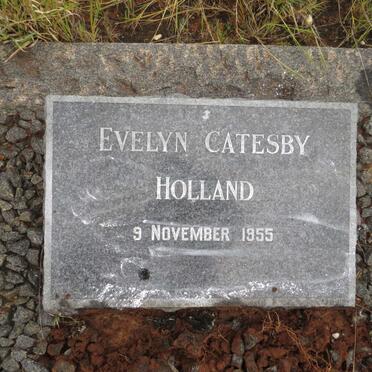 EVELYN CATESBY
HOLLAND
9 NOVEMBER 1955